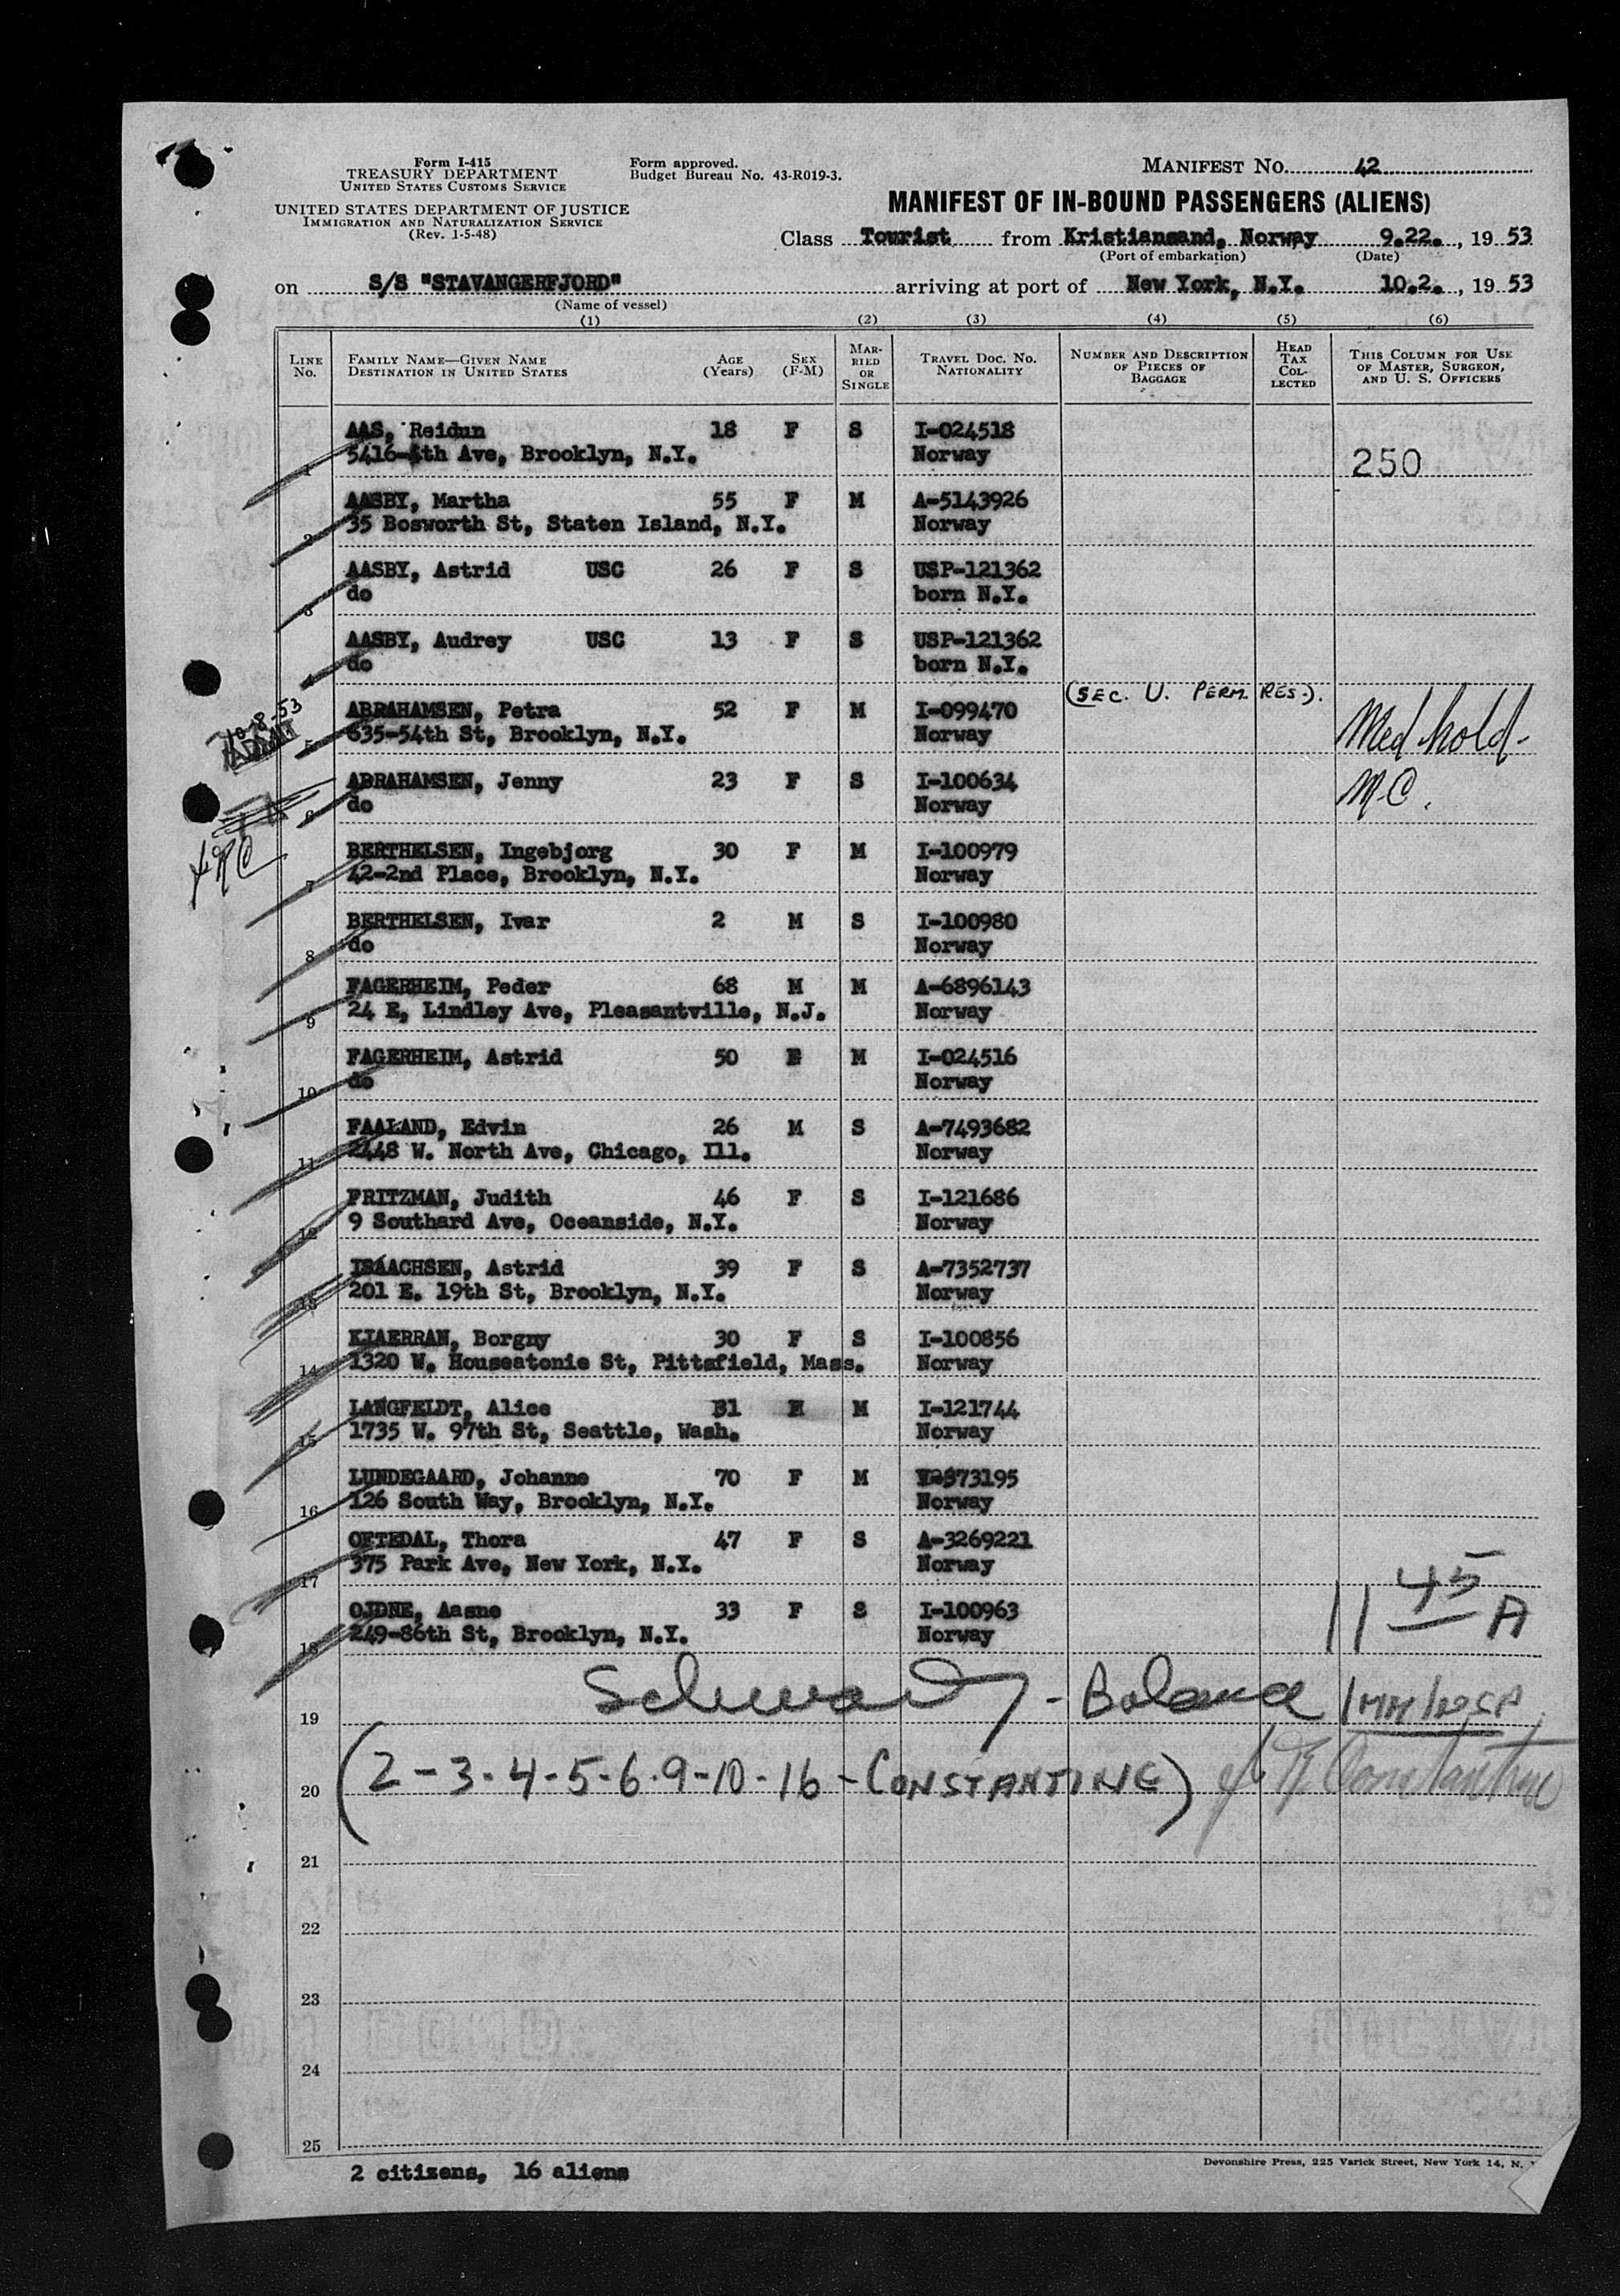 Form I-415
TREASURY DEPARTMENT
UNITED STATES CUSTOMS SERVICE
UNITED STATES DEPARTMENT OF JUSTICE
IMMIGRATION AND NATURALIZATION SERVICE
(Rev. 1-5-48)
Form approved.
Budget Bureau No. 43-R019-3.
MANIFEST NO. 42
MANIFEST OF IN-BOUND PASSENGERS (ALIENS)
Class Tourist from Kristiansand, Norway 9.22., 19 53
(Port of embarkation) (Date)
on S/S "STAVANGERFJORD" arriving at port of New York, N.Y. 10.2., 19 53
(Name of vessel)
(1) (2) (3) (4) (5) (6)
LINE No. FAMILY NAME—GIVEN NAME DESTINATION IN UNITED STATES AGE (Years) SEX (F-M) MARRIED OR SINGLE TRAVEL DOC. NO. NATIONALITY NUMBER AND DESCRIPTION OF PIECES OF BAGGAGE HEAD TAX COLLECTED THIS COLUMN FOR USE OF MASTER, SURGEON, AND U. S. OFFICERS
AAS, Reidun 18 F S I-024518
1 5416-4th Ave, Brooklyn, N.Y. Norway 250
AASBY, Martha 55 F M A-5143926
2 35 Bosworth St, Staten Island, N.Y. Norway
AASBY, Astrid USC 26 F S USP-121362
3 do born N.Y.
AASBY, Audrey USC 13 F S USP-121362
4 do born N.Y.
(SEC. U. PERM. RES.).
10-8-53
ABRAHAMSEN, Petra 52 F M I-099470
5 635-54th St, Brooklyn, N.Y. Norway Med hold-
ABRAHAMSEN, Jenny 23 F S I-100634 M.C.
6 do Norway
BERTHELSEN, Ingebjorg 30 F M I-100979
7 42-2nd Place, Brooklyn, N.Y. Norway
BERTHELSEN, Ivar 2 M S I-100980
8 do Norway
FAGERHEIM, Peder 68 M M A-6896143
9 24 E, Lindley Ave, Pleasantville, N.J. Norway
FAGERHEIM, Astrid 50 F M I-024516
10 do Norway
FAALAND, Edvin 26 M S A-7493682
11 2448 W. North Ave, Chicago, Ill. Norway
FRITZMAN, Judith 46 F S I-121686
12 9 Southard Ave, Oceanside, N.Y. Norway
ISAACHSEN, Astrid 39 F S A-7352737
13 201 E. 19th St, Brooklyn, N.Y. Norway
KJAERRAN, Borgny 30 F S I-100856
14 1320 W. Houseatonie St, Pittsfield, Mass. Norway
LANGFELDT, Alice 31 M I-121744
15 1735 W. 97th St, Seattle, Wash. Norway
LUNDEGAARD, Johanne 70 F M
16 126 South Way, Brooklyn, N.Y. Norway
OFTEDAL, Thora 47 F S A-3269221
17 375 Park Ave, New York, N.Y. Norway
OJDNE, Aasne 33 F S I-100963
18 249-86th St, Brooklyn, N.Y. Norway 11 45 A
19 Schwartz - Balance
20 (2-3-4-5-6-9-10-16-CONSTANTINE) Constantine
21
22
23
24
25
2 citizens, 16 aliens
Devonshire Press, 225 Varick Street, New York 14, N.